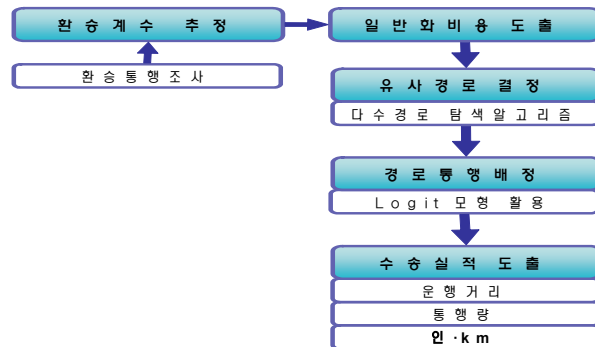 환승계수 추정
환승통행조사
일반화비용 도출
유사경로 결정
다수경로 탐색알고리즘
경로통행배정
Logit 모형 활용
수송실적 도출
운행거리
통행량
인·km